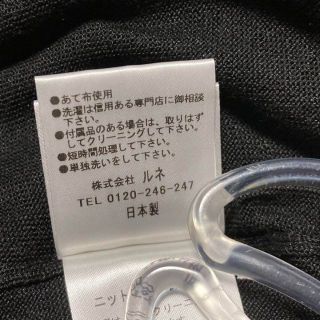 ●あて布使用
●洗濯は信用ある専門店に御相談
下さい。
●付属品のある場合は、取りはず
してクリーニングして下さい。
●短時間処理して下さい。
●単独洗いをして下さい。
株式会社 ルネ
TEL 0120-246-247
日本製
ニット
クリーニ